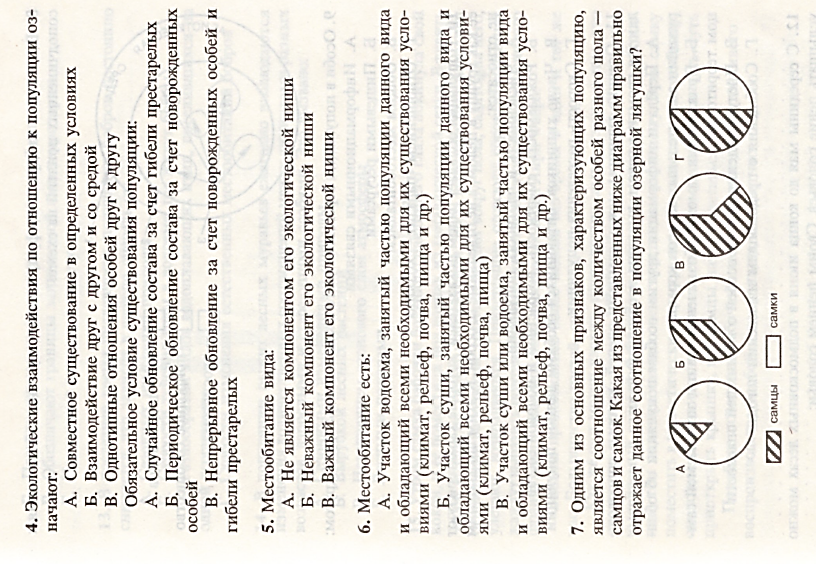 4. Экологические взаимодействия по отношению к популяции оз-
начают:
А. Совместное существование в определенных условиях
Б. Взаимодействие друг с другом и со средой
В. Однотипные отношения особей друг к другу
Обязательное условие существования популяции:
А. Случайное обновление состава за счет гибели престарелых
Б. Периодическое обновление состава за счет новорожденных
особей
В. Непрерывное обновление за счет новорожденных особей и
гибели престарелых
5. Местообитание вида:
А. Не является компонентом его экологической ниши
Б. Неважный компонент его экологической ниши
В. Важный компонент его экологической ниши
6. Местообитание есть:
А. Участок водоема, занятый частью популяции данного вида
и обладающий всеми необходимыми для их существования усло-
виями (климат, рельеф, почва, пища и др.)
Б. Участок суши, занятый частью популяции данного вида и
обладающий всеми необходимыми для их существования услови-
ями (климат, рельеф, почва, пища)
В. Участок суши или водоема, занятый частью популяции вида
и обладающий всеми необходимыми для их существования усло-
виями (климат, рельеф, почва, пища и др.)
7. Одним из основных признаков, характеризующих популяцию,
является соотношение между количеством особей разного пола —
самцов и самок. Какая из представленных ниже диаграмм правильно
отражает данное соотношение в популяции озерной лягушки?
А Б В Г
самцы самки